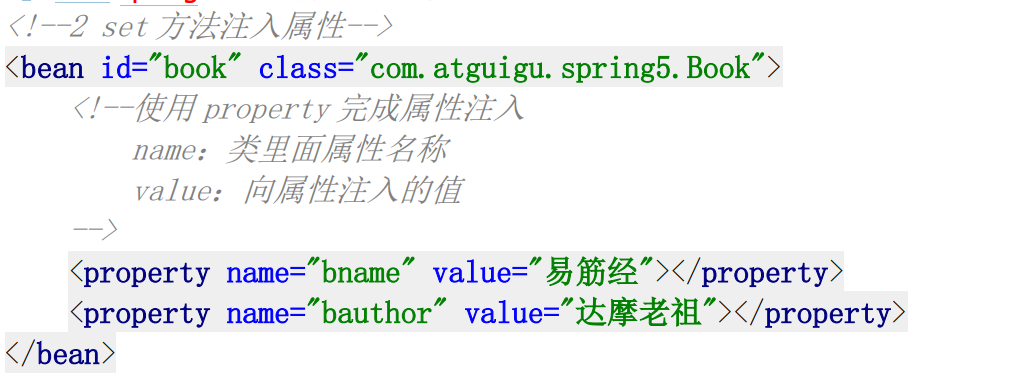 <!--2 set 方法注入属性-->
<bean id="book" class="com.atguigu.spring5.Book">
<!--使用 property 完成属性注入
name：类里面属性名称
value：向属性注入的值
-->
<property name="bname" value="易筋经"></property>
<property name="bauthor" value="达摩老祖"></property>
</bean>